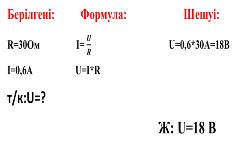 Берілгені: Формула: Шешуі:
R=30Ом I=U/R U=0,6*30А=18В
I=0,6А U=I*R
т/к:U=?
Ж: U=18 В